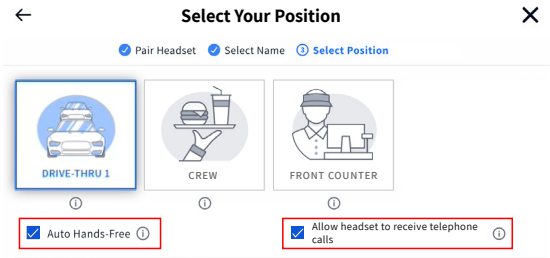 Select Your Position
Pair Headset Select Name 3 Select Position
DRIVE-THRU 1 CREW FRONT COUNTER
Auto Hands-Free
Allow headset to receive telephone
calls